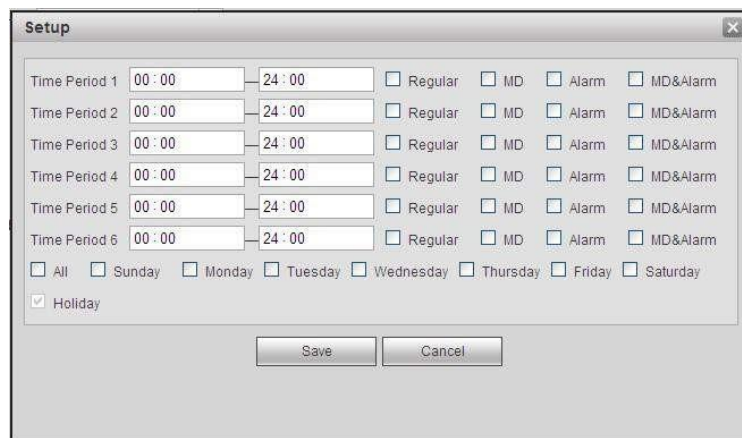 Setup
Time Period 1 00:00 — 24:00 Regular MD Alarm MD&Alarm
Time Period 2 00:00 — 24:00 Regular MD Alarm MD&Alarm
Time Period 3 00:00 — 24:00 Regular MD Alarm MD&Alarm
Time Period 4 00:00 — 24:00 Regular MD Alarm MD&Alarm
Time Period 5 00:00 — 24:00 Regular MD Alarm MD&Alarm
Time Period 6 00:00 — 24:00 Regular MD Alarm MD&Alarm
All Sunday Monday Tuesday Wednesday Thursday Friday Saturday
Holiday
Save Cancel